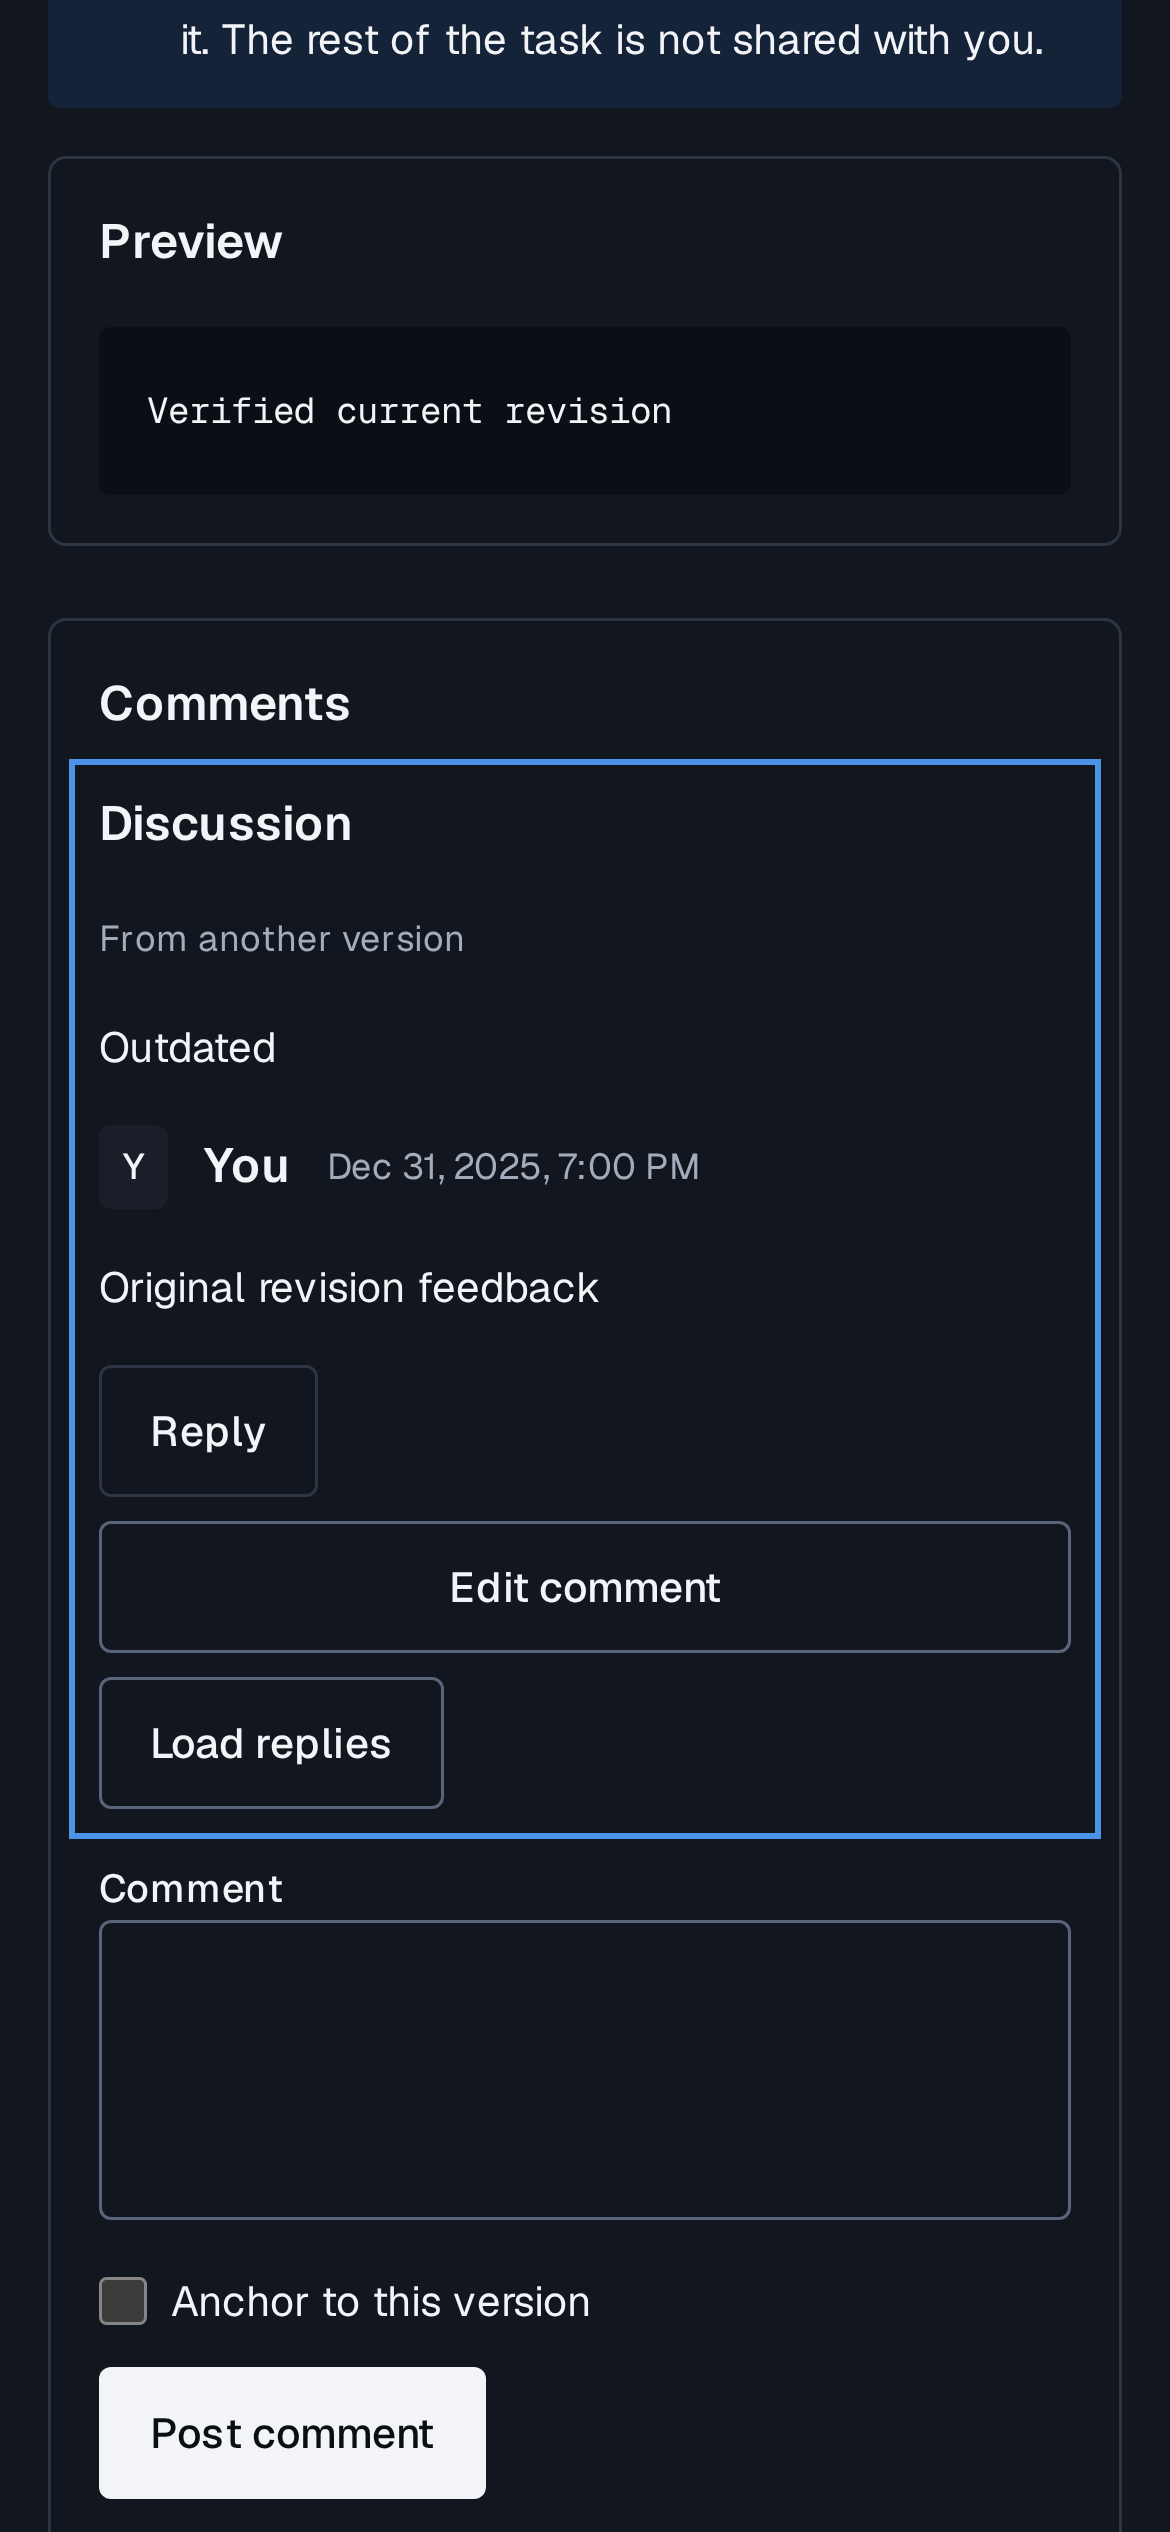 it. The rest of the task is not shared with you.
Preview
Verified current revision
Comments
Discussion
From another version
Outdated
Y You Dec 31, 2025, 7:00 PM
Original revision feedback
Reply
Edit comment
Load replies
Comment
Anchor to this version
Post comment